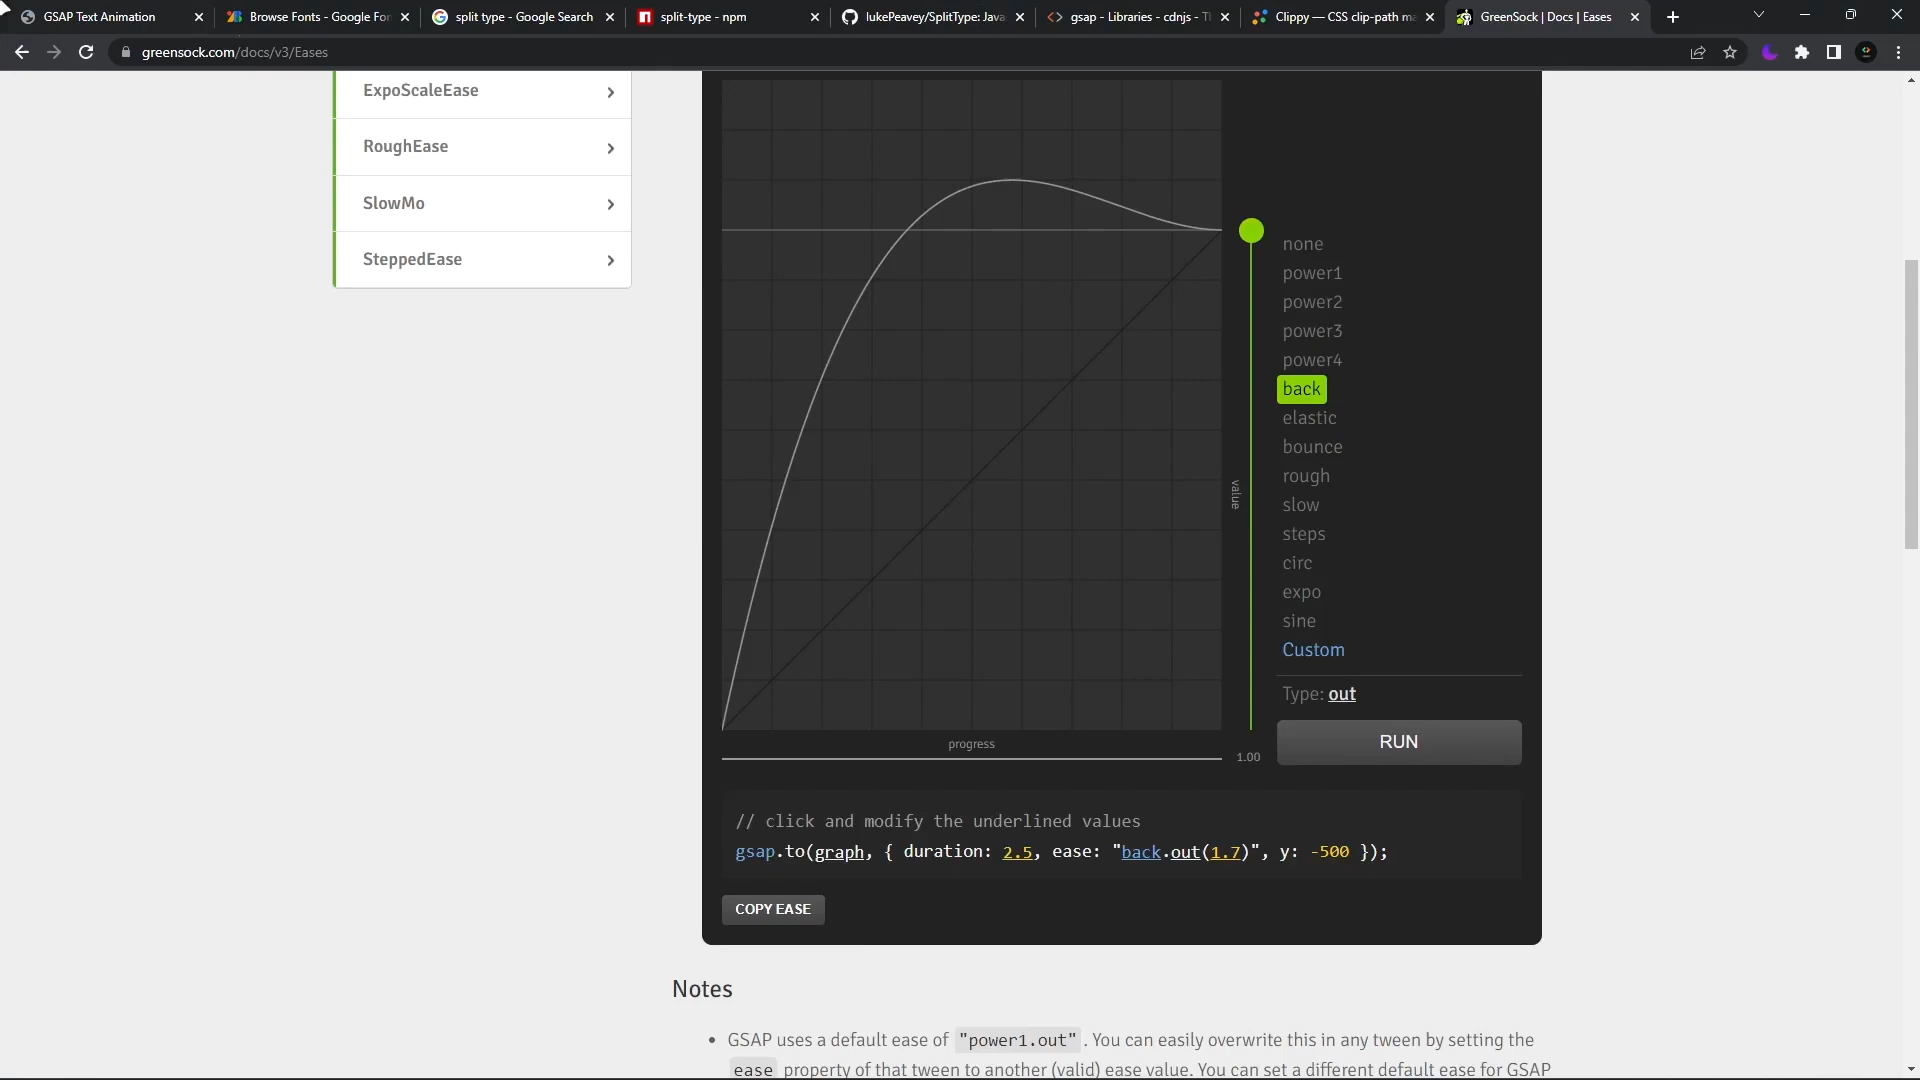 GSAP Text Animation
Browse Fonts - Google Fon
split type - Google Search
split-type - npm
lukePeavey/SplitType: Java
gsap - Libraries - cdnjs - T
Clippy — CSS clip-path ma
GreenSock | Docs | Eases
greensock.com/docs/v3/Eases
ExpoScaleEase
RoughEase
SlowMo
SteppedEase
none
power1
power2
power3
power4
back
elastic
bounce
rough
slow
steps
circ
expo
sine
Custom
Type: out
RUN
value
progress
1.00
// click and modify the underlined values
gsap.to(graph, { duration: 2.5, ease: "back.out(1.7)", y: -500 });
COPY EASE
Notes
• GSAP uses a default ease of "power1.out". You can easily overwrite this in any tween by setting the
ease property of that tween to another (valid) ease value. You can set a different default ease for GSAP